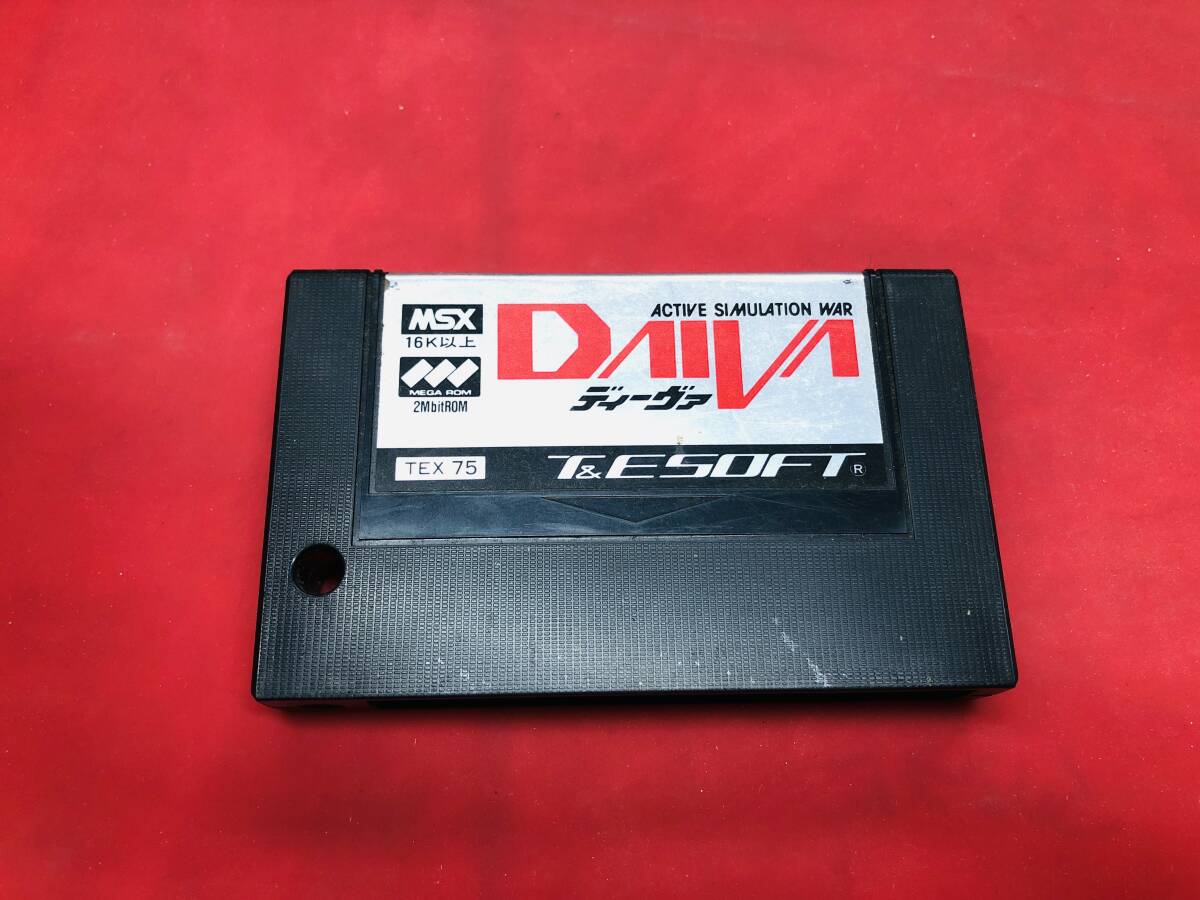 MSX
16K以上
MEGA ROM
2MbitROM
ACTIVE SIMULATION WAR
DAIVA
ディーヴァ
TEX 75
T&ESOFT®